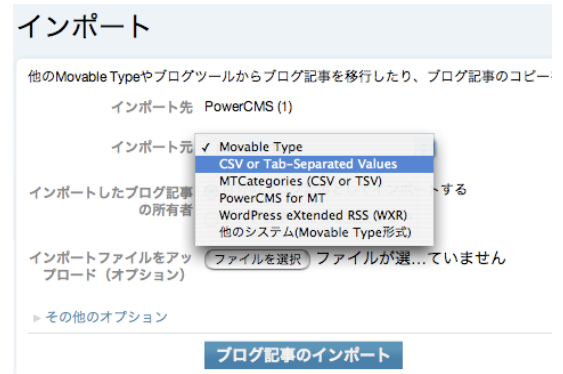 インポート
他のMovable Typeやブログツールからブログ記事を移行したり、ブログ記事のコピーを
インポート先 PowerCMS (1)
インポート元 ✓ Movable Type
CSV or Tab-Separated Values
MTCategories (CSV or TSV)
PowerCMS for MT
WordPress eXtended RSS (WXR)
他のシステム(Movable Type形式)
インポートしたブログ記事
の所有者
ートする
インポートファイルをアッ
プロード（オプション）
ファイルを選択 ファイルが選…ていません
▶ その他のオプション
ブログ記事のインポート